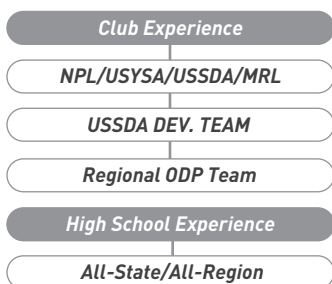 Club Experience
NPL/USYSA/USSDA/MRL
USSDA DEV. TEAM
Regional ODP Team
High School Experience
All-State/All-Region